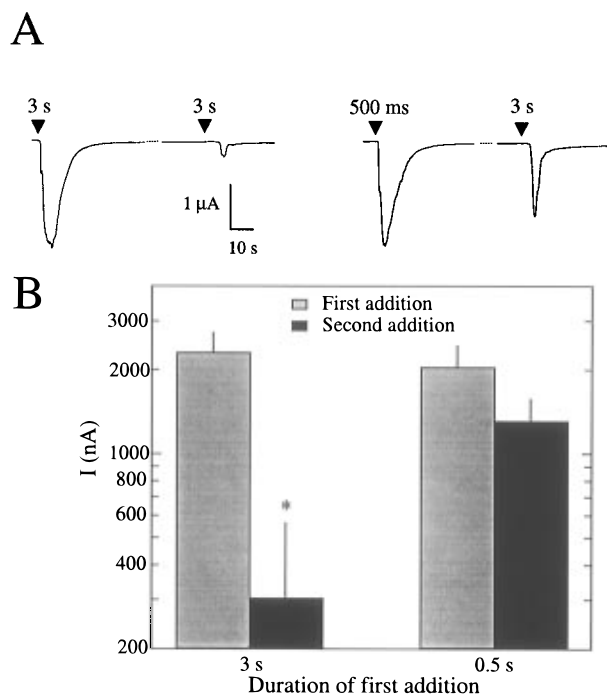 A
3 s
3 s
500 ms
3 s
1 µA
10 s
B
First addition
Second addition
I (nA)
3000
2000
1000
800
600
400
200
*
3 s
0.5 s
Duration of first addition